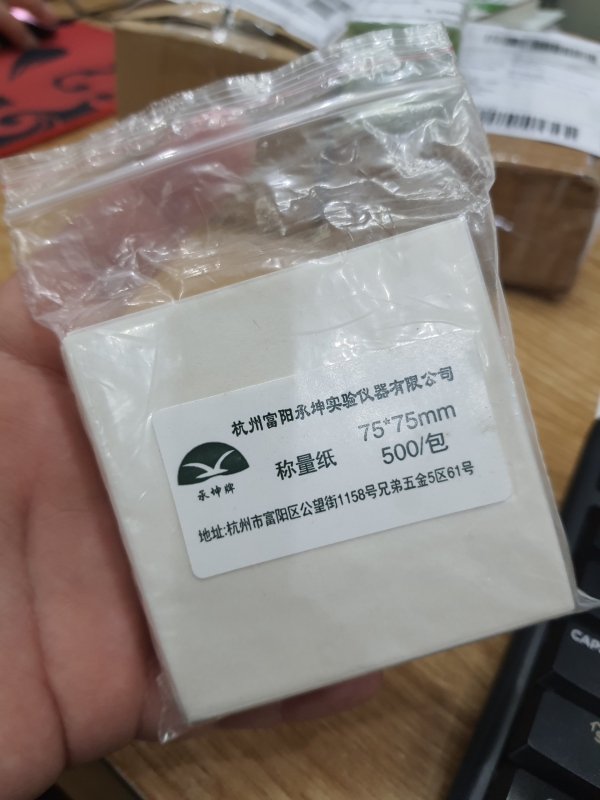 杭州富阳承坤实验仪器有限公司
称量纸 75*75mm
500/包
承坤牌
地址:杭州市富阳区公望街1158号兄弟五金5区61号